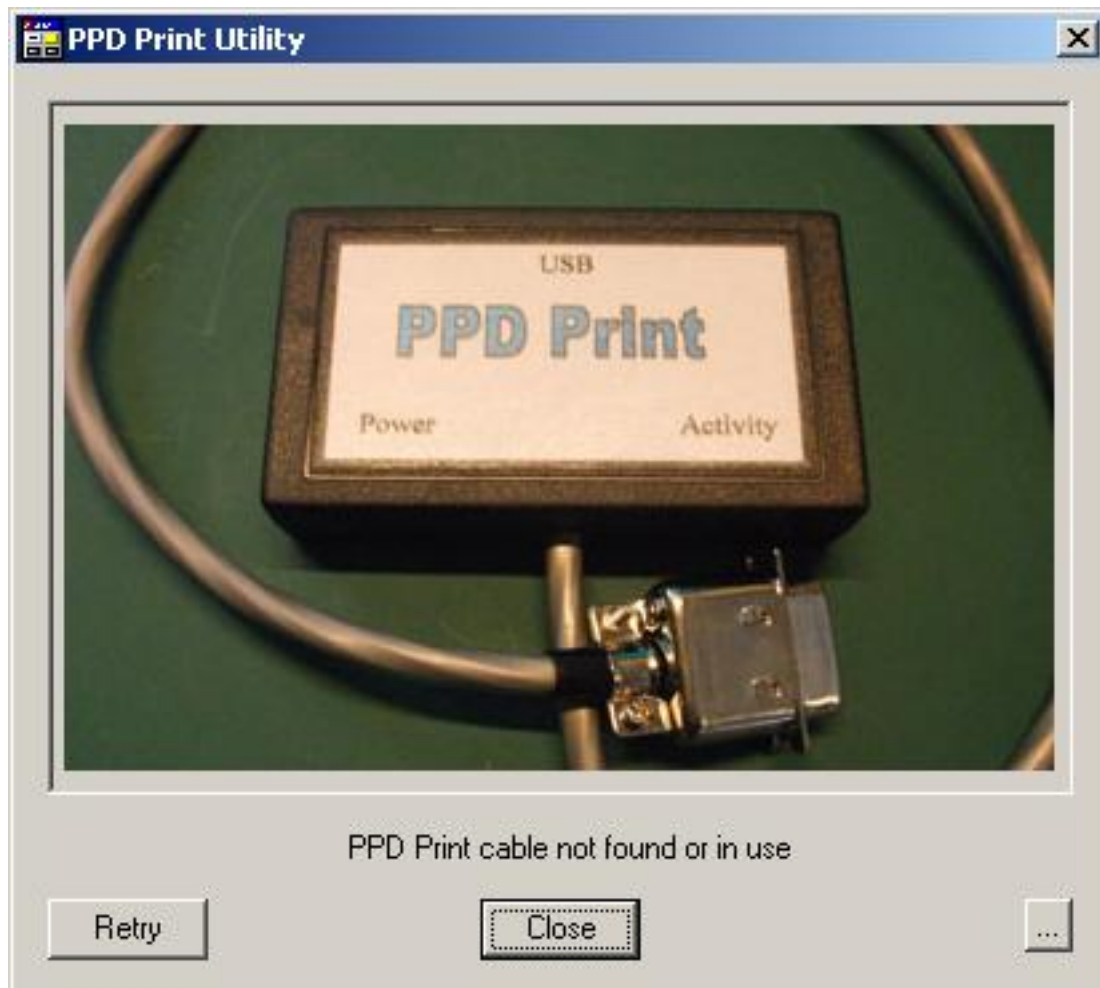 PPD Print Utility
USB
PPD Print
Power Activity
PPD Print cable not found or in use
Retry Close ...